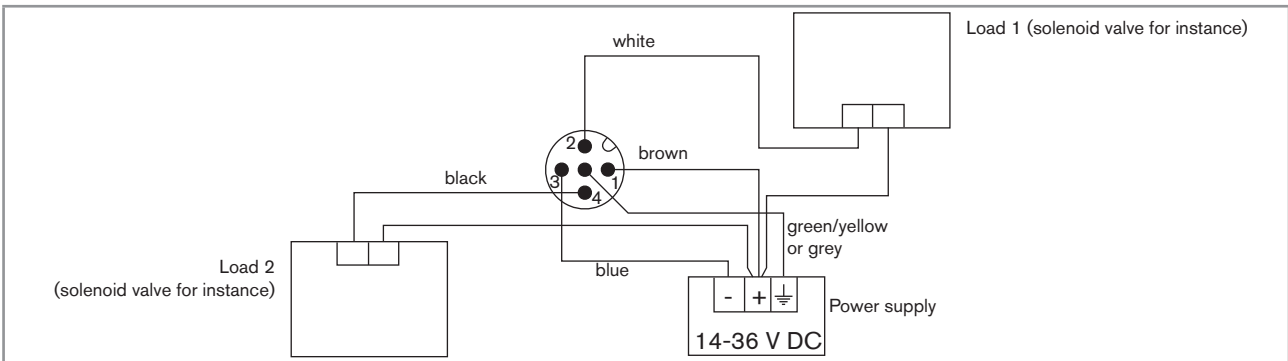 Load 1 (solenoid valve for instance)
white
2
brown
3
1
black
4
green/yellow
or grey
Load 2
(solenoid valve for instance)
blue
- +
Power supply
14-36 V DC